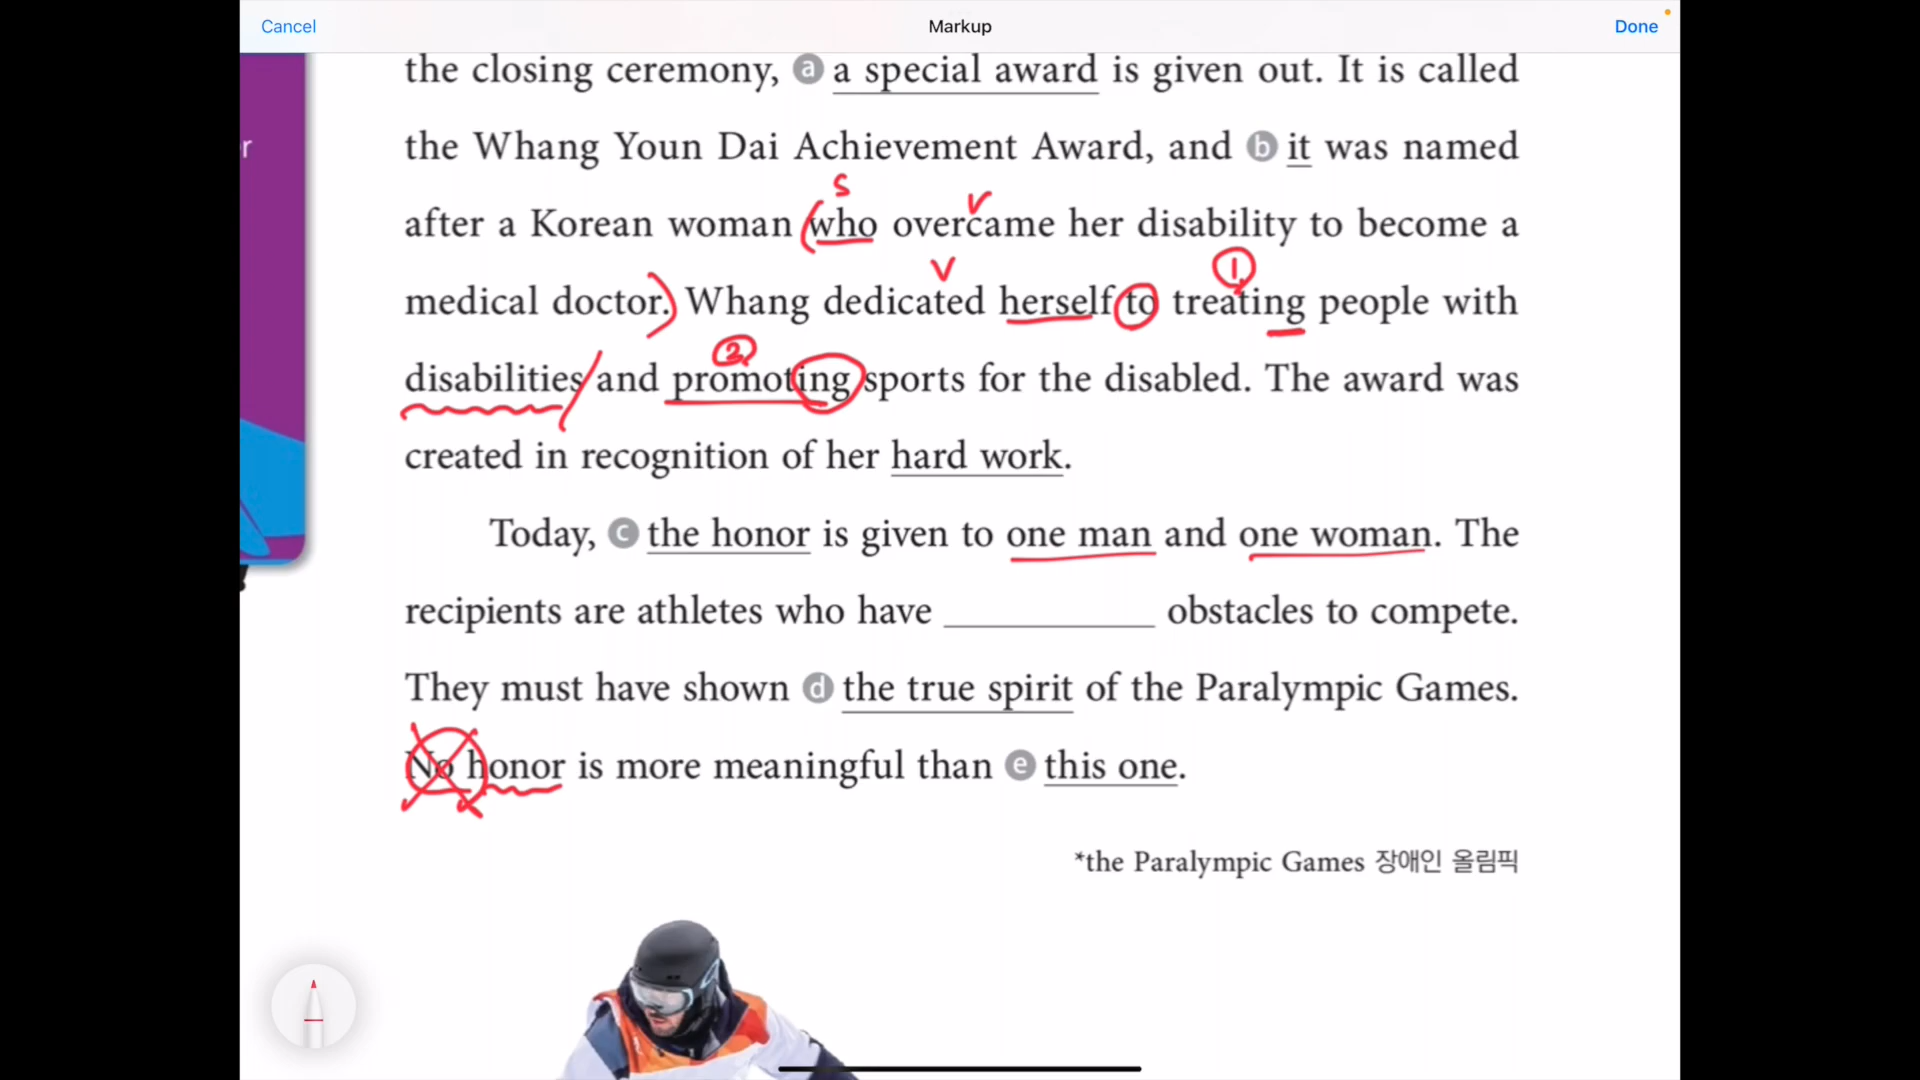 Cancel
Markup
Done
r
the closing ceremony, ⓐ a special award is given out. It is called
the Whang Youn Dai Achievement Award, and ⓑ it was named
s
v
after a Korean woman (who overcame her disability to become a
v
①
medical doctor.) Whang dedicated herself to treating people with
②
disabilities/and promoting sports for the disabled. The award was
created in recognition of her hard work.
Today, ⓒ the honor is given to one man and one woman. The
recipients are athletes who have __________ obstacles to compete.
They must have shown ⓓ the true spirit of the Paralympic Games.
No honor is more meaningful than ⓔ this one.
*the Paralympic Games 장애인 올림픽